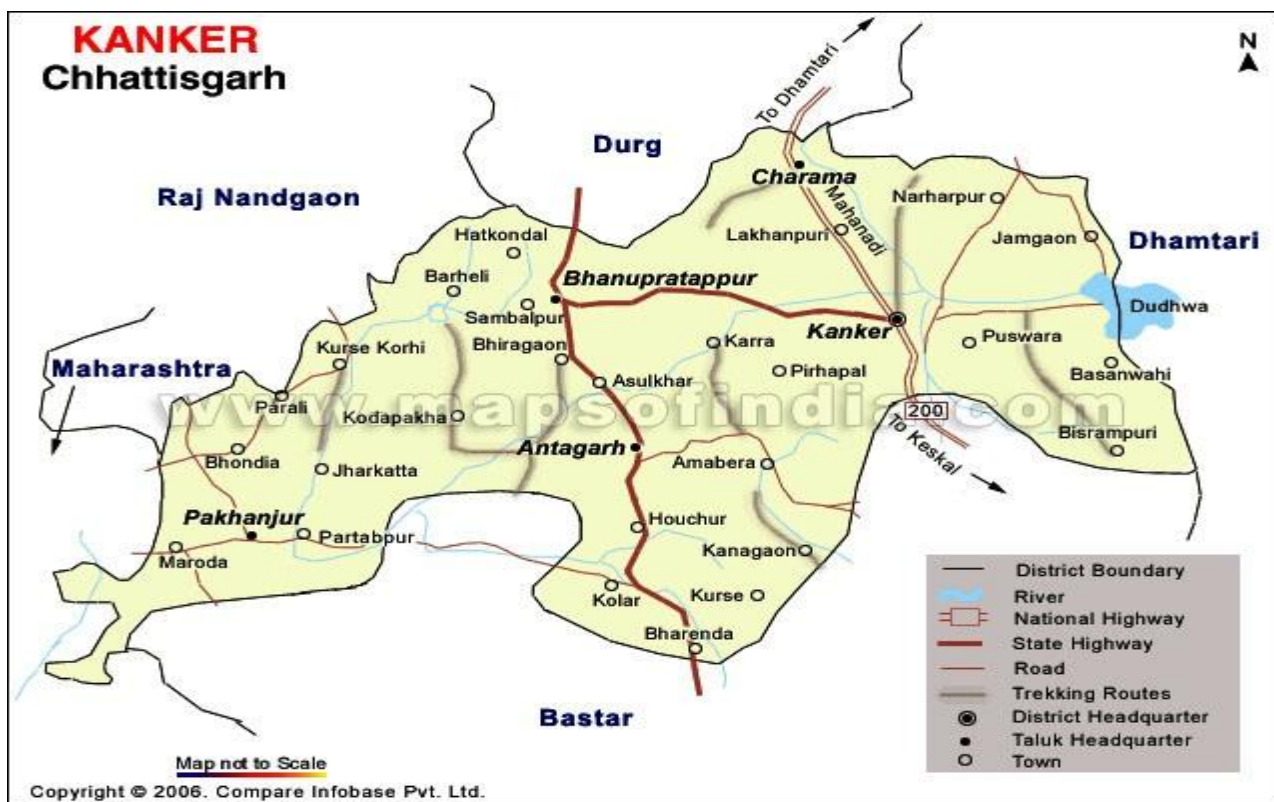 KANKER
Chhattisgarh
N
To Dhamtari
Durg
Raj Nandgaon
Charama
Mahanadi
Narharpur
Lakhanpuri
Jamgaon
Dhamtari
Hatkondal
Barheli
Bhanupratappur
Sambalpur
Dudhwa
Kanker
Kurse Korhi
Bhiragaon
Karra
Puswara
Maharashtra
Asulkhar
Pirhapal
Basanwahi
www.mapsofindia.com
Parali
Kodapakha
200
To Keskal
Bhondia
Jharkatta
Antagarh
Amabera
Bisrampuri
Pakhanjur
Partabpur
Houchur
Maroda
Kanagaon
Kolar
Kurse
Bharenda
Bastar
District Boundary
River
National Highway
State Highway
Road
Trekking Routes
District Headquarter
Taluk Headquarter
Town
Map not to Scale
Copyright © 2006. Compare Infobase Pvt. Ltd.